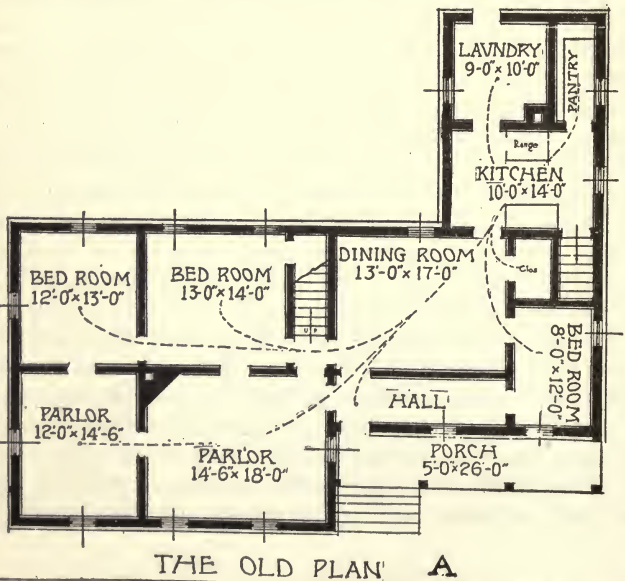 LAVNDRY
9-0" x 10'-0"
PANTRY
Range
KITCHEN
10'-0" x 14'-0"
BED ROOM
12'-0" x 13'-0"
BED ROOM
13-0" x 14'-0"
DINING ROOM
13'-0" x 17'-0"
Clos
UP
BED ROOM
8'-0" x 12'-0"
HALL
PARLOR
12-0" x 14'-6"
PARLOR
14'-6" x 18'-0"
PORCH
5'-0" x 26'-0"
THE OLD PLAN A